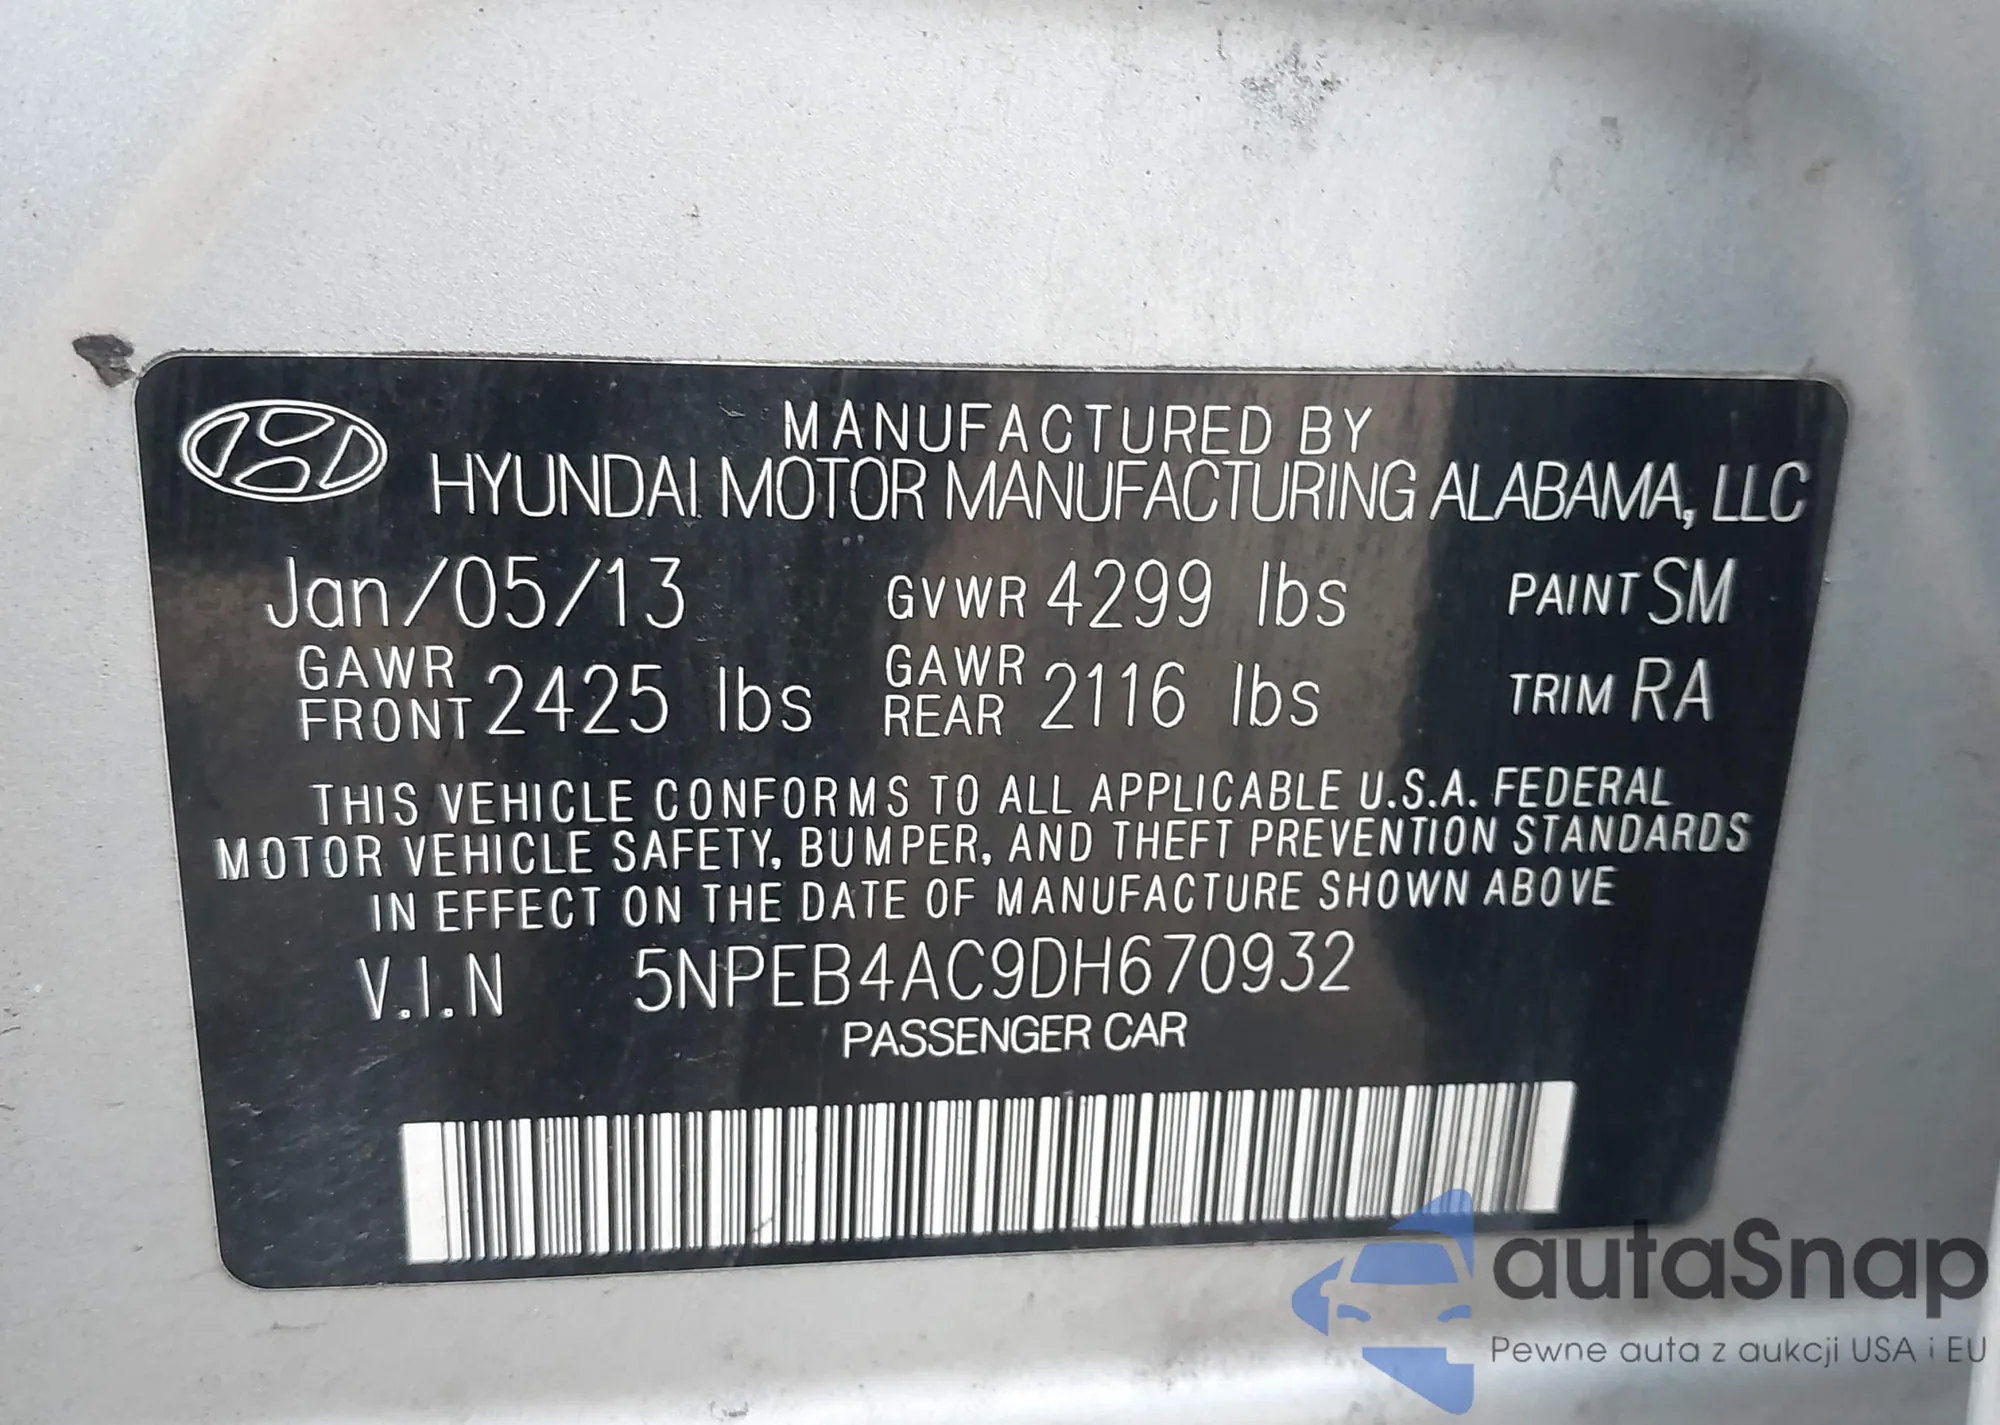 MANUFACTURED BY
HYUNDAI MOTOR MANUFACTURING ALABAMA, LLC
Jan/05/13 GVWR 4299 lbs PAINT SM
GAWR FRONT 2425 lbs GAWR REAR 2116 lbs TRIM RA
THIS VEHICLE CONFORMS TO ALL APPLICABLE U.S.A. FEDERAL
MOTOR VEHICLE SAFETY, BUMPER, AND THEFT PREVENTION STANDARDS
IN EFFECT ON THE DATE OF MANUFACTURE SHOWN ABOVE
V.I.N 5NPEB4AC9DH670932
PASSENGER CAR
autaSnap
Pewne auta z aukcji USA i EU